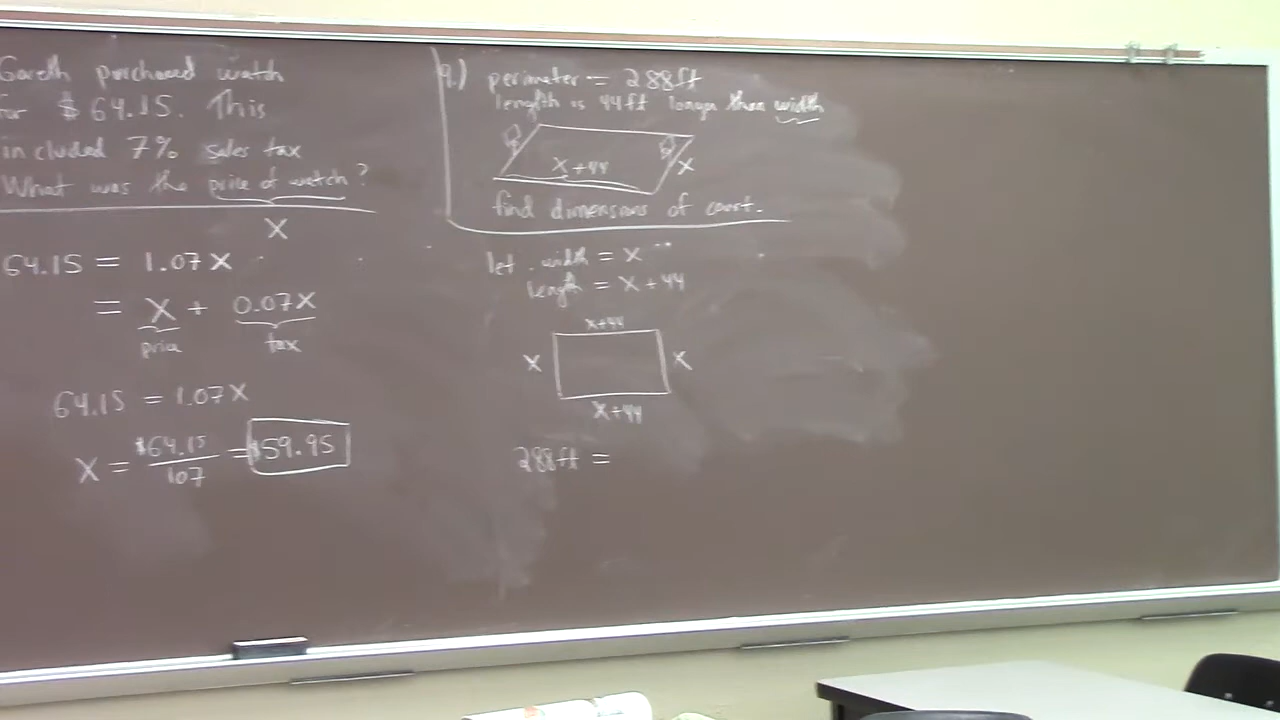 Gareth purchased watch
for $64.15. This
included 7% sales tax
What was the price of watch?
X
64.15 = 1.07X
= X + 0.07X
price tax
64.15 = 1.07X
X = $64.15 / 107 = $59.95
9.) perimeter = 288ft
length is 44ft longer than width
X+44 X
find dimensions of court.
let width = X
length = X+44
X+44
X X
X+44
288ft =